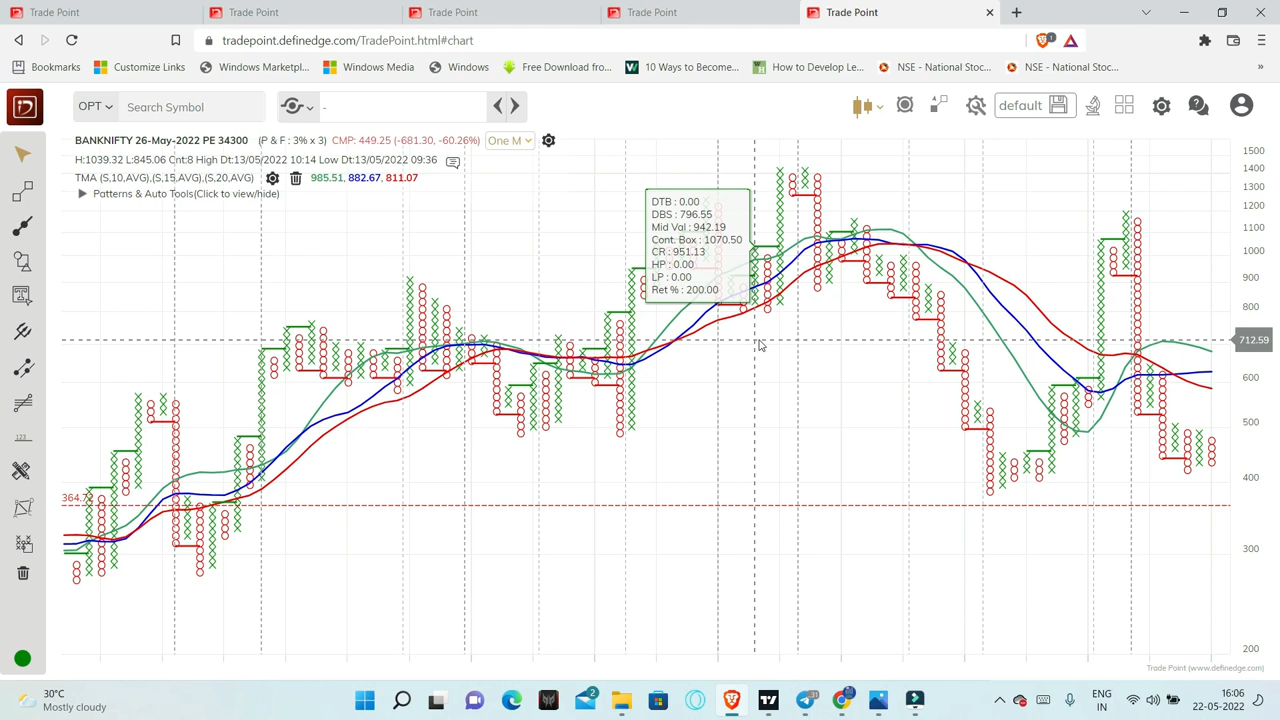 Trade Point
Trade Point
Trade Point
Trade Point
Trade Point
tradepoint.definedge.com/TradePoint.html#chart
1
Bookmarks
Customize Links
Windows Marketpl...
Windows Media
Windows
Free Download fro...
10 Ways to Become...
How to Develop Le...
NSE - National Stoc...
NSE - National Stoc...
OPT
Search Symbol
-
default
BANKNIFTY 26-May-2022 PE 34300 (P & F : 3% x 3) CMP: 449.25 (-681.30, -60.26%) One M
H:1039.32 L:845.06 Cnt:8 High Dt:13/05/2022 10:14 Low Dt:13/05/2022 09:36
TMA (S,10,AVG),(S,15,AVG),(S,20,AVG) 985.51, 882.67, 811.07
Patterns & Auto Tools(Click to view/hide)
DTB : 0.00
DBS : 796.55
Mid Val : 942.19
Cont. Box : 1070.50
CR : 951.13
HP : 0.00
LP : 0.00
Ret % : 200.00
1500
1400
1300
1200
1100
1000
900
800
712.59
600
500
400
300
200
123
Trade Point (www.definedge.com)
30°C
Mostly cloudy
2
31
ENG
IN
16:06
22-05-2022